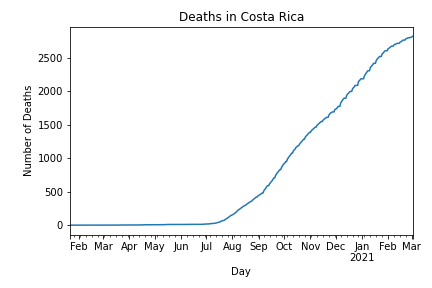 Deaths in Costa Rica
Number of Deaths
2500
2000
1500
1000
500
0
Feb Mar Apr May Jun Jul Aug Sep Oct Nov Dec Jan Feb Mar
2021
Day